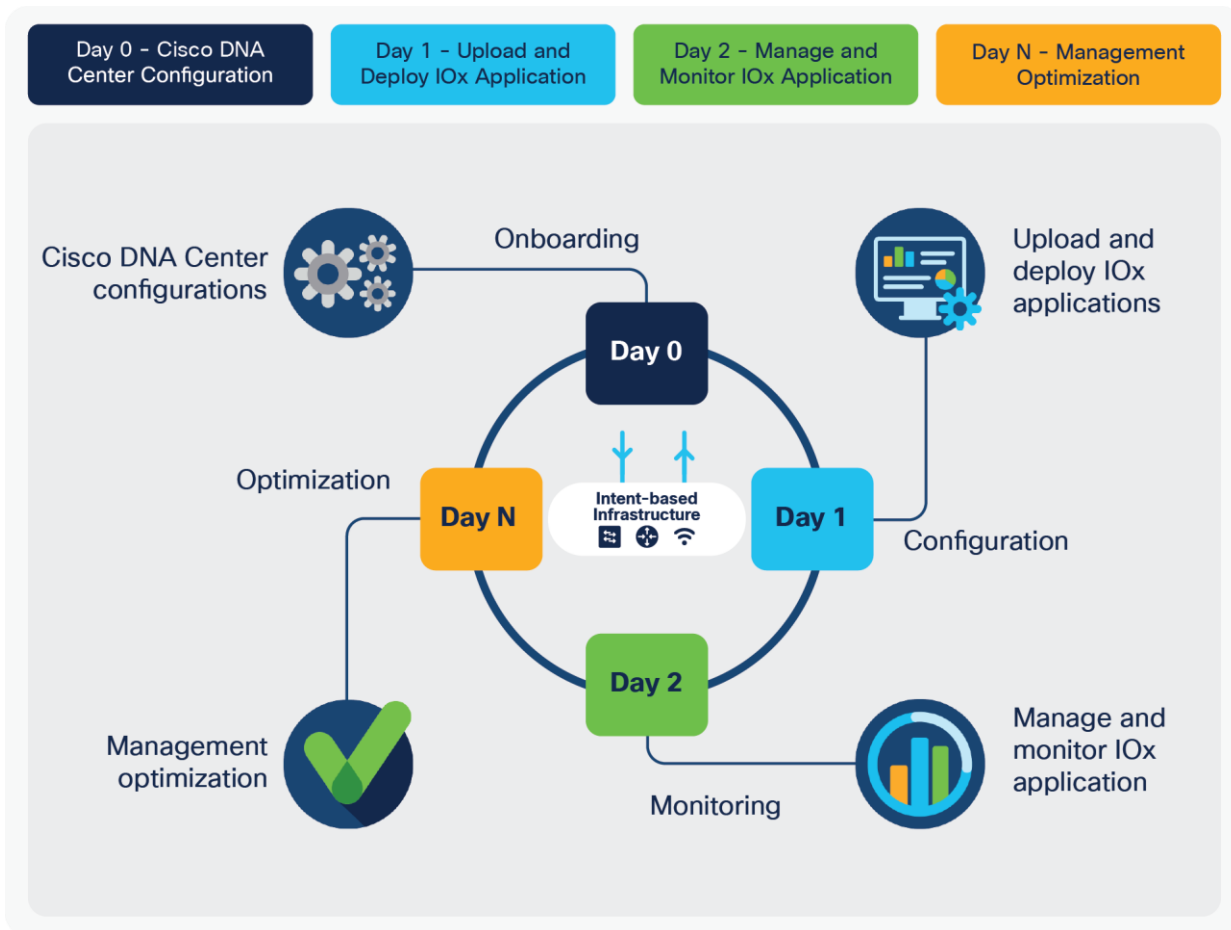 Day 0 - Cisco DNA
Center Configuration
Day 1 - Upload and
Deploy IOx Application
Day 2 - Manage and
Monitor IOx Application
Day N - Management
Optimization
Cisco DNA Center
configurations
Onboarding
Upload and
deploy IOx
applications
Day 0
Optimization
Day N
Intent-based
Infrastructure
Day 1
Configuration
Day 2
Management
optimization
Monitoring
Manage and
monitor IOx
application